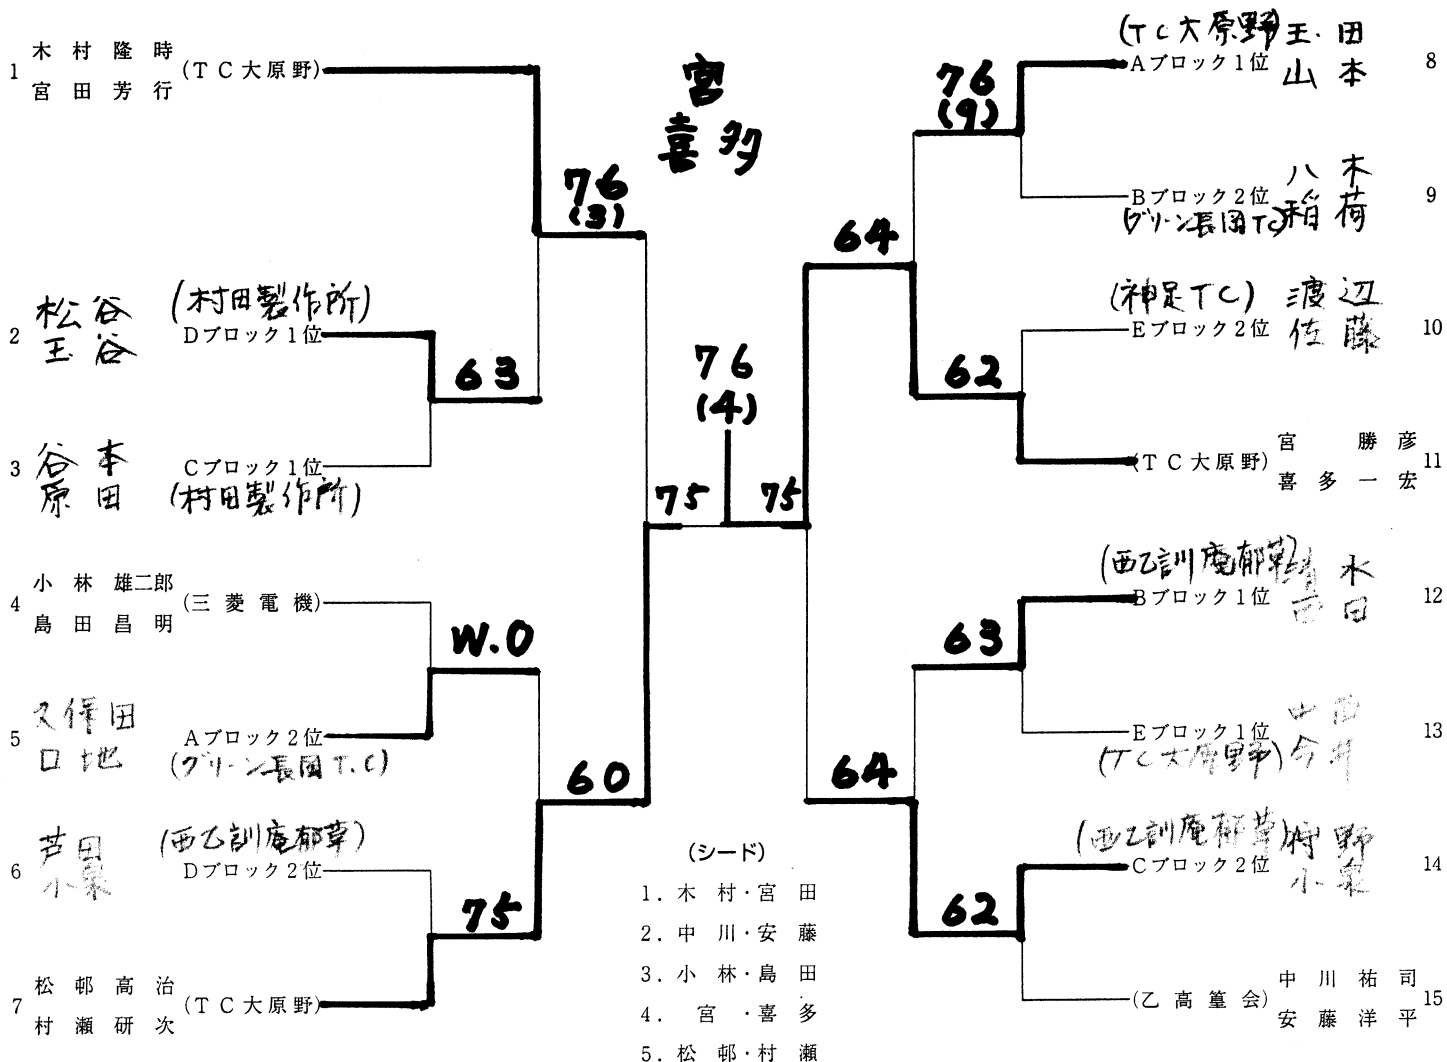 1 木村隆時 (TC大原野)
宮田芳行
2 松谷 (村田製作所)
玉谷 Dブロック1位
3 谷本 Cブロック1位
原田 (村田製作所)
4 小林雄二郎 (三菱電機)
島田昌明
5 久保田 Aブロック2位
口地 (グリーン長岡T.C)
6 芦田 (西乙訓庵郁草)
小泉 Dブロック2位
7 松邨高治 (TC大原野)
村瀬研次
76
(3)
63
W.O
60
75
宮
喜多
76
(4)
75
75
(シード)
1. 木村・宮田
2. 中川・安藤
3. 小林・島田
4. 宮・喜多
5. 松邨・村瀬
76
(9)
64
62
63
64
62
(TC大原野) 玉田
Aブロック1位 山本 8
八木
Bブロック2位 9
(グリーン長岡TC) 稲荷
(神足TC) 渡辺
Eブロック2位 佐藤 10
(TC大原野) 宮勝彦 11
喜多一宏
(西乙訓庵郁草) 水
Bブロック1位 西田 12
Eブロック1位 13
(TC大原野) 今井
(西乙訓庵郁草) 狩野
Cブロック2位 小泉 14
(乙高篁会) 中川祐司 15
安藤洋平